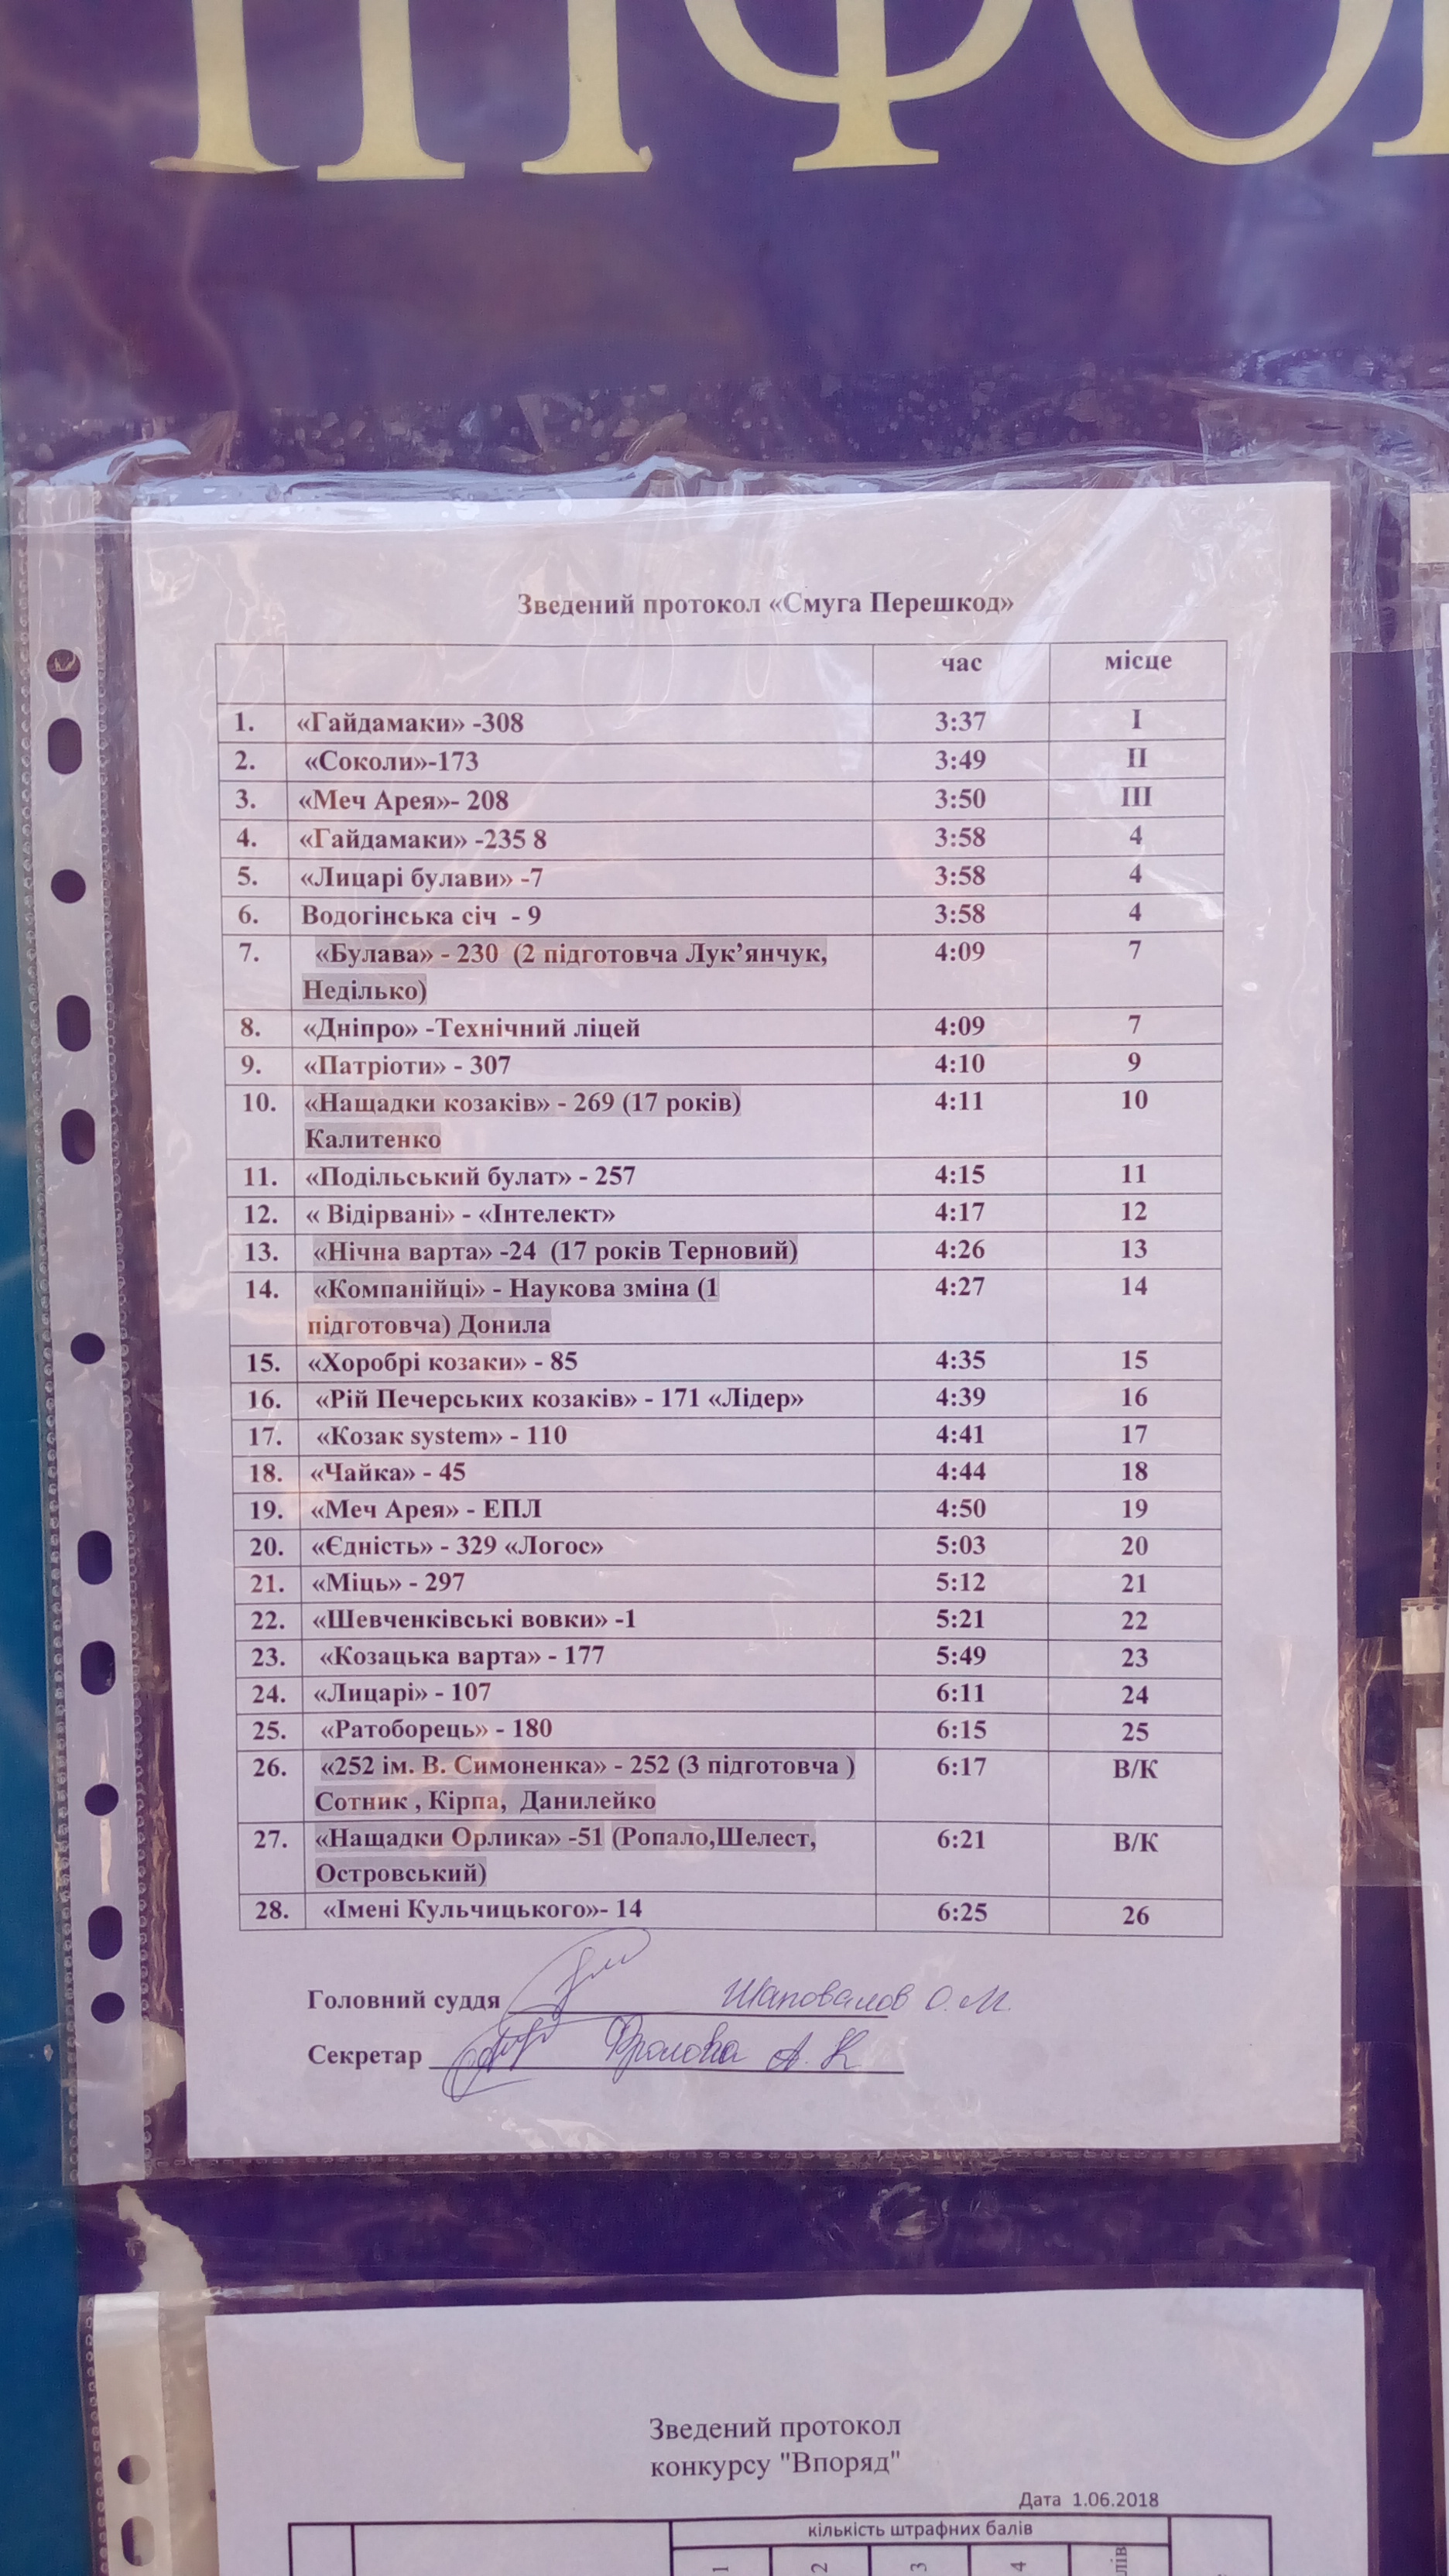 ІНФО
Зведений протокол «Смуга Перешкод»
час місце
1. «Гайдамаки» -308 3:37 I
2. «Соколи»-173 3:49 II
3. «Меч Арея»- 208 3:50 III
4. «Гайдамаки» -235 8 3:58 4
5. «Лицарі булави» -7 3:58 4
6. Водогінська січ - 9 3:58 4
7. «Булава» - 230 (2 підготовча Лук’янчук, 4:09 7
Неділько)
8. «Дніпро» -Технічний ліцей 4:09 7
9. «Патріоти» - 307 4:10 9
10. «Нащадки козаків» - 269 (17 років) 4:11 10
Калитенко
11. «Подільський булат» - 257 4:15 11
12. « Відірвані» - «Інтелект» 4:17 12
13. «Нічна варта» -24 (17 років Терновий) 4:26 13
14. «Компанійці» - Наукова зміна (1 4:27 14
підготовча) Донила
15. «Хоробрі козаки» - 85 4:35 15
16. «Рій Печерських козаків» - 171 «Лідер» 4:39 16
17. «Козак system» - 110 4:41 17
18. «Чайка» - 45 4:44 18
19. «Меч Арея» - ЕПЛ 4:50 19
20. «Єдність» - 329 «Логос» 5:03 20
21. «Міць» - 297 5:12 21
22. «Шевченківські вовки» -1 5:21 22
23. «Козацька варта» - 177 5:49 23
24. «Лицарі» - 107 6:11 24
25. «Ратоборець» - 180 6:15 25
26. «252 ім. В. Симоненка» - 252 (3 підготовча ) 6:17 В/К
Сотник , Кірпа, Данилейко
27. «Нащадки Орлика» -51 (Ропало,Шелест, 6:21 В/К
Островський)
28. «Імені Кульчицького»- 14 6:25 26
Головний суддя Шаповалов О.М.
Секретар Фролова А. К
Зведений протокол
конкурсу "Впоряд"
Дата 1.06.2018
кількість штрафних балів
1 2 3 4